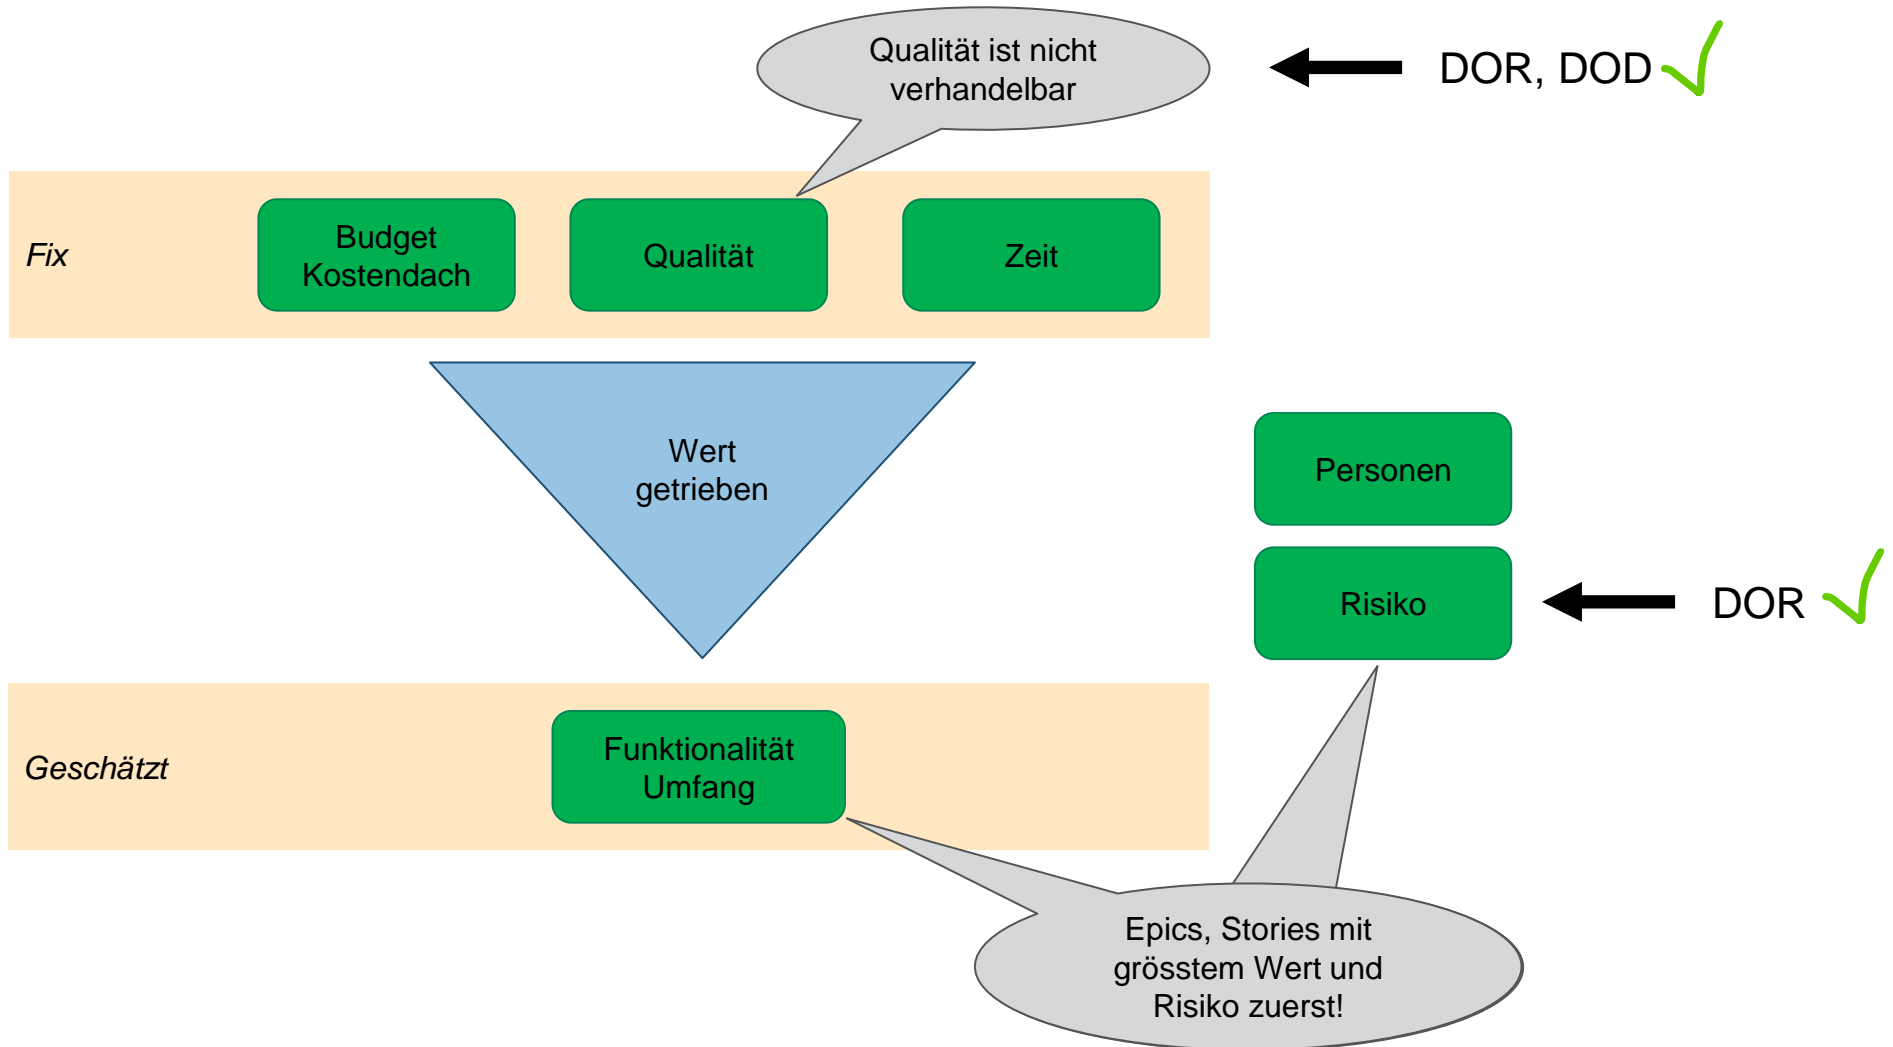 Qualität ist nicht
verhandelbar
DOR, DOD
Fix
Budget
Kostendach
Qualität
Zeit
Wert
getrieben
Personen
Risiko
DOR
Geschätzt
Funktionalität
Umfang
Epics, Stories mit
grösstem Wert und
Risiko zuerst!